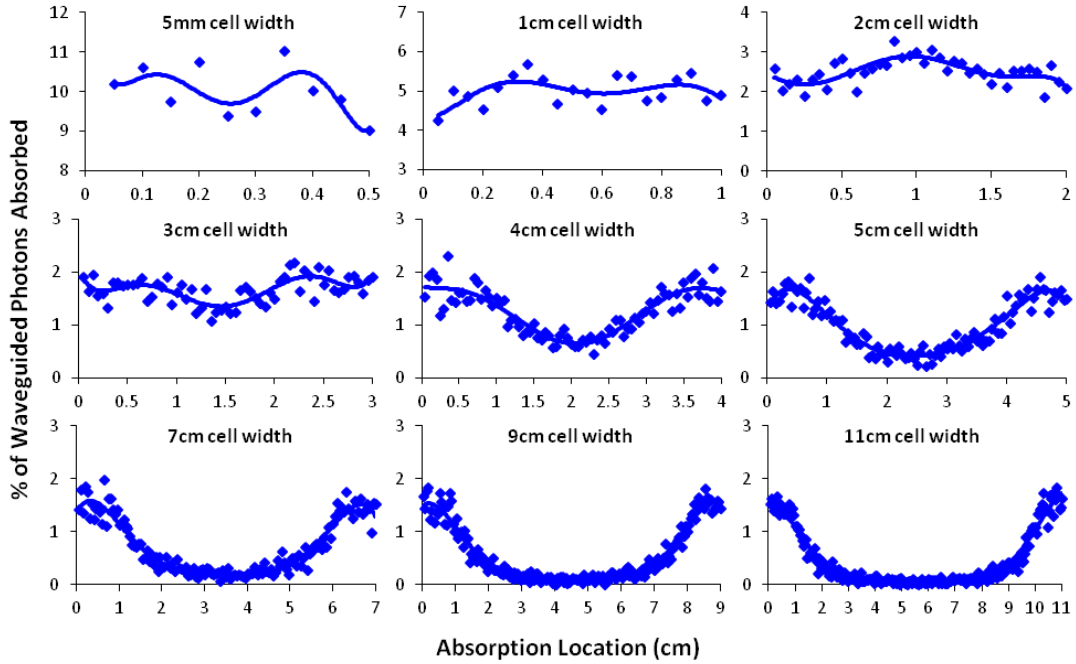 % of Waveguided Photons Absorbed
5mm cell width
12
11
10
9
8
0 0.1 0.2 0.3 0.4 0.5
1cm cell width
7
6
5
4
3
0 0.2 0.4 0.6 0.8 1
2cm cell width
4
3
2
1
0
0 0.5 1 1.5 2
3cm cell width
3
2
1
0
0 0.5 1 1.5 2 2.5 3
4cm cell width
3
2
1
0
0 0.5 1 1.5 2 2.5 3 3.5 4
5cm cell width
3
2
1
0
0 1 2 3 4 5
7cm cell width
3
2
1
0
0 1 2 3 4 5 6 7
9cm cell width
3
2
1
0
0 1 2 3 4 5 6 7 8 9
11cm cell width
3
2
1
0
0 1 2 3 4 5 6 7 8 9 10 11
Absorption Location (cm)